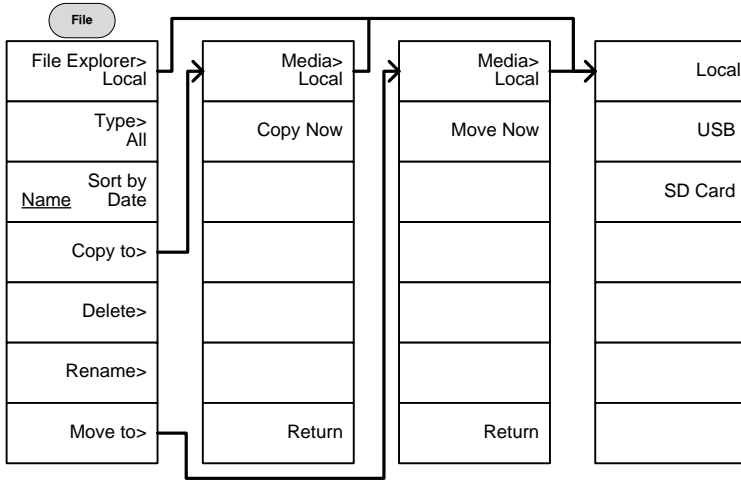 File
File Explorer>
Local
Type>
All
Sort by
Name Date
Copy to>
Delete>
Rename>
Move to>
Media>
Local
Copy Now
Return
Media>
Local
Move Now
Return
Local
USB
SD Card